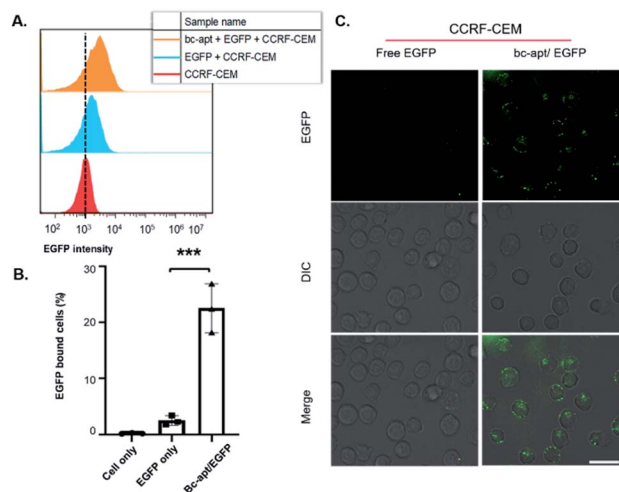 A.
Sample name
bc-apt + EGFP + CCRF-CEM
EGFP + CCRF-CEM
CCRF-CEM
10² 10³ 10⁴ 10⁵ 10⁶ 10⁷
EGFP intensity
B.
***
EGFP bound cells (%)
30
20
10
0
Cell only
EGFP only
Bc-apt/EGFP
C.
CCRF-CEM
Free EGFP bc-apt/ EGFP
EGFP
DIC
Merge